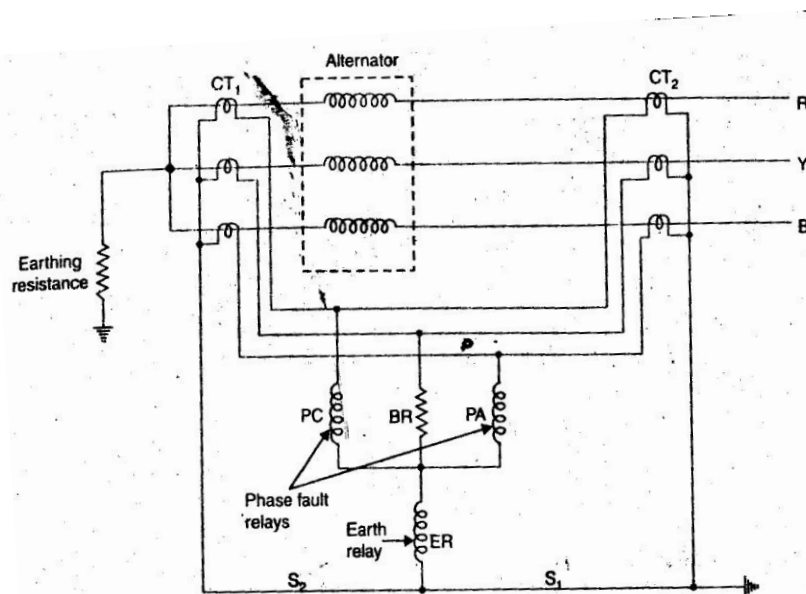 Alternator
CT₁
CT₂
R
Y
B
Earthing
resistance
P
PC
BR
PA
Phase fault
relays
Earth
relay
ER
S₂
S₁